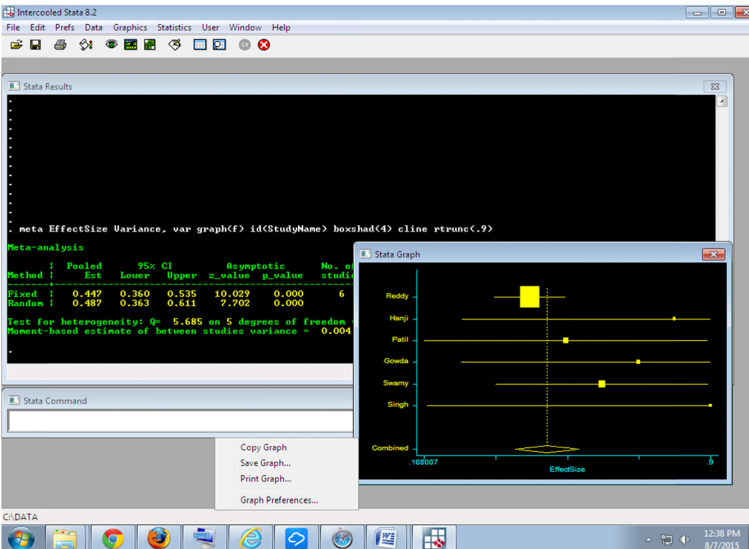 Intercooled Stata 8.2
File Edit Prefs Data Graphics Statistics User Window Help
Stata Results
. meta EffectSize Variance, var graph(f) id(StudyName) boxshad(4) cline rtrunc(.9)
Meta-analysis
Pooled 95% CI Asymptotic No. of
Method | Est Lower Upper z_value p_value studie
Fixed | 0.447 0.360 0.535 10.029 0.000 6
Random | 0.487 0.363 0.611 7.702 0.000
Test for heterogeneity: Q= 5.685 on 5 degrees of freedom
Moment-based estimate of between studies variance = 0.004
.
Stata Graph
Reddy
Hanji
Patil
Gowda
Swamy
Singh
Combined
.108007
.9
EffectSize
Stata Command
Copy Graph
Save Graph...
Print Graph...
Graph Preferences...
C:\DATA
12:38 PM
8/7/2015